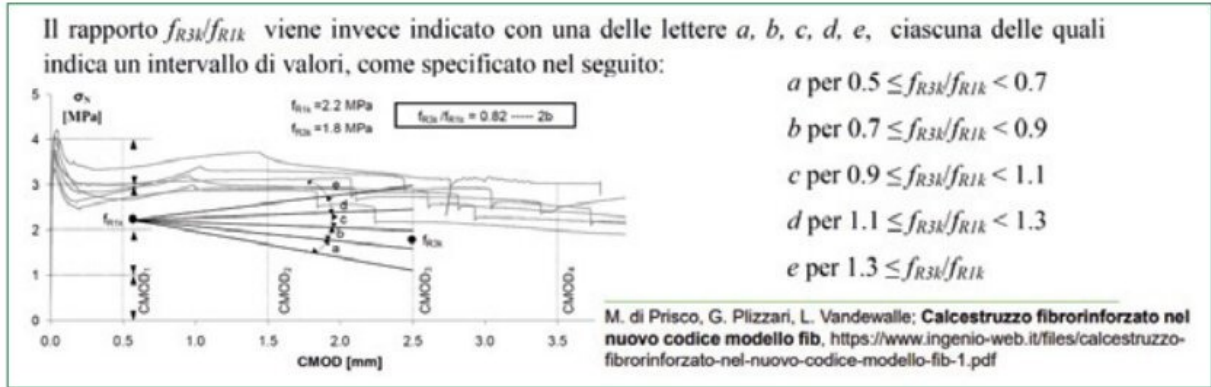 Il rapporto fR3k/fR1k viene invece indicato con una delle lettere a, b, c, d, e, ciascuna delle quali
indica un intervallo di valori, come specificato nel seguito:
a per 0.5 ≤ fR3k/fR1k < 0.7
b per 0.7 ≤ fR3k/fR1k < 0.9
c per 0.9 ≤ fR3k/fR1k < 1.1
d per 1.1 ≤ fR3k/fR1k < 1.3
e per 1.3 ≤ fR3k/fR1k
5
σN
[MPa]
fR1k =2.2 MPa
fR3k =1.8 MPa
fR3k /fR1k = 0.82 ----- 2b
4
3
2
1
0
fR1k
e
d
c
b
a
fR3k
CMOD1
CMOD2
CMOD3
CMOD4
0.0 0.5 1.0 1.5 2.0 2.5 3.0 3.5
CMOD [mm]
M. di Prisco, G. Plizzari, L. Vandewalle; Calcestruzzo fibrorinforzato nel
nuovo codice modello fib, https://www.ingenio-web.it/files/calcestruzzo-
fibrorinforzato-nel-nuovo-codice-modello-fib-1.pdf